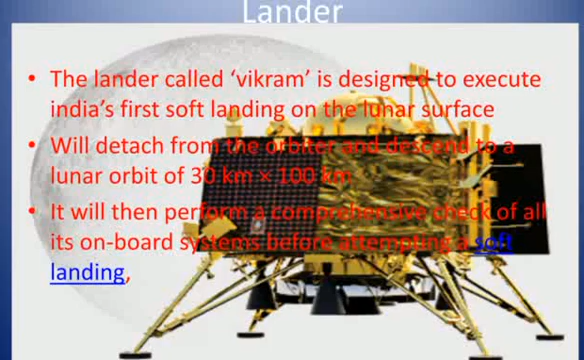 Lander
• The lander called ‘vikram’ is designed to execute
india’s first soft landing on the lunar surface
• Will detach from the orbiter and descend to a
lunar orbit of 30 km × 100 km
• It will then perform a comprehensive check of all
its on-board systems before attempting a soft
landing,